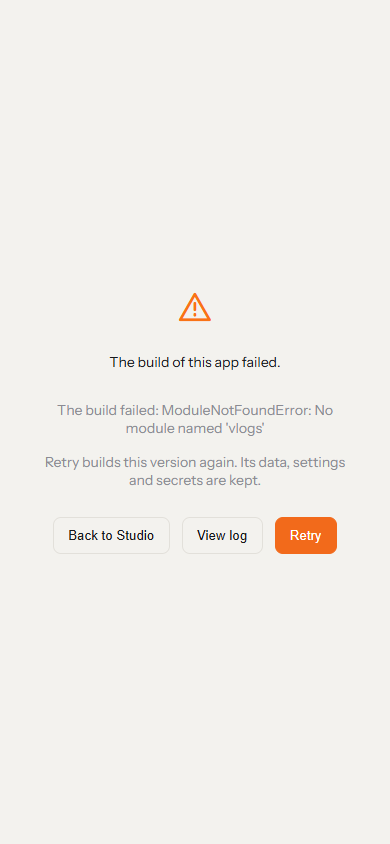 The build of this app failed.
The build failed: ModuleNotFoundError: No
module named 'vlogs'
Retry builds this version again. Its data, settings
and secrets are kept.
Back to Studio
View log
Retry